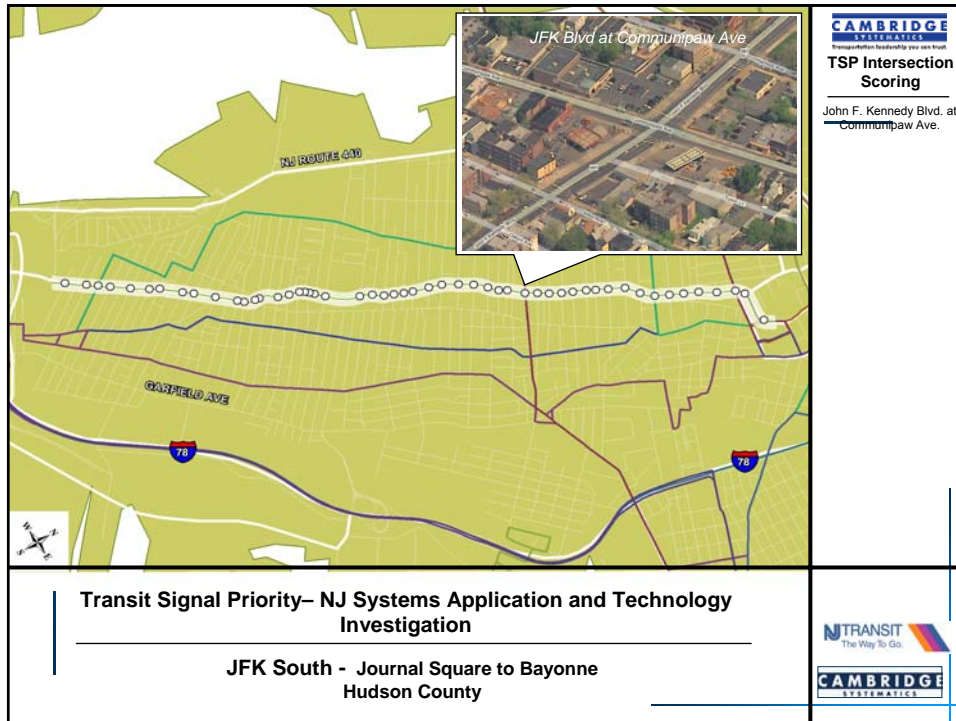 JFK Blvd at Communipaw Ave
NJ ROUTE 440
GARFIELD AVE
78
78
N
W
E
S
CAMBRIDGE
SYSTEMATICS
Transportation leadership you can trust.
TSP Intersection
Scoring
John F. Kennedy Blvd. at
Communipaw Ave.
Transit Signal Priority– NJ Systems Application and Technology
Investigation
JFK South - Journal Square to Bayonne
Hudson County
NJTRANSIT
The Way To Go.
CAMBRIDGE
SYSTEMATICS